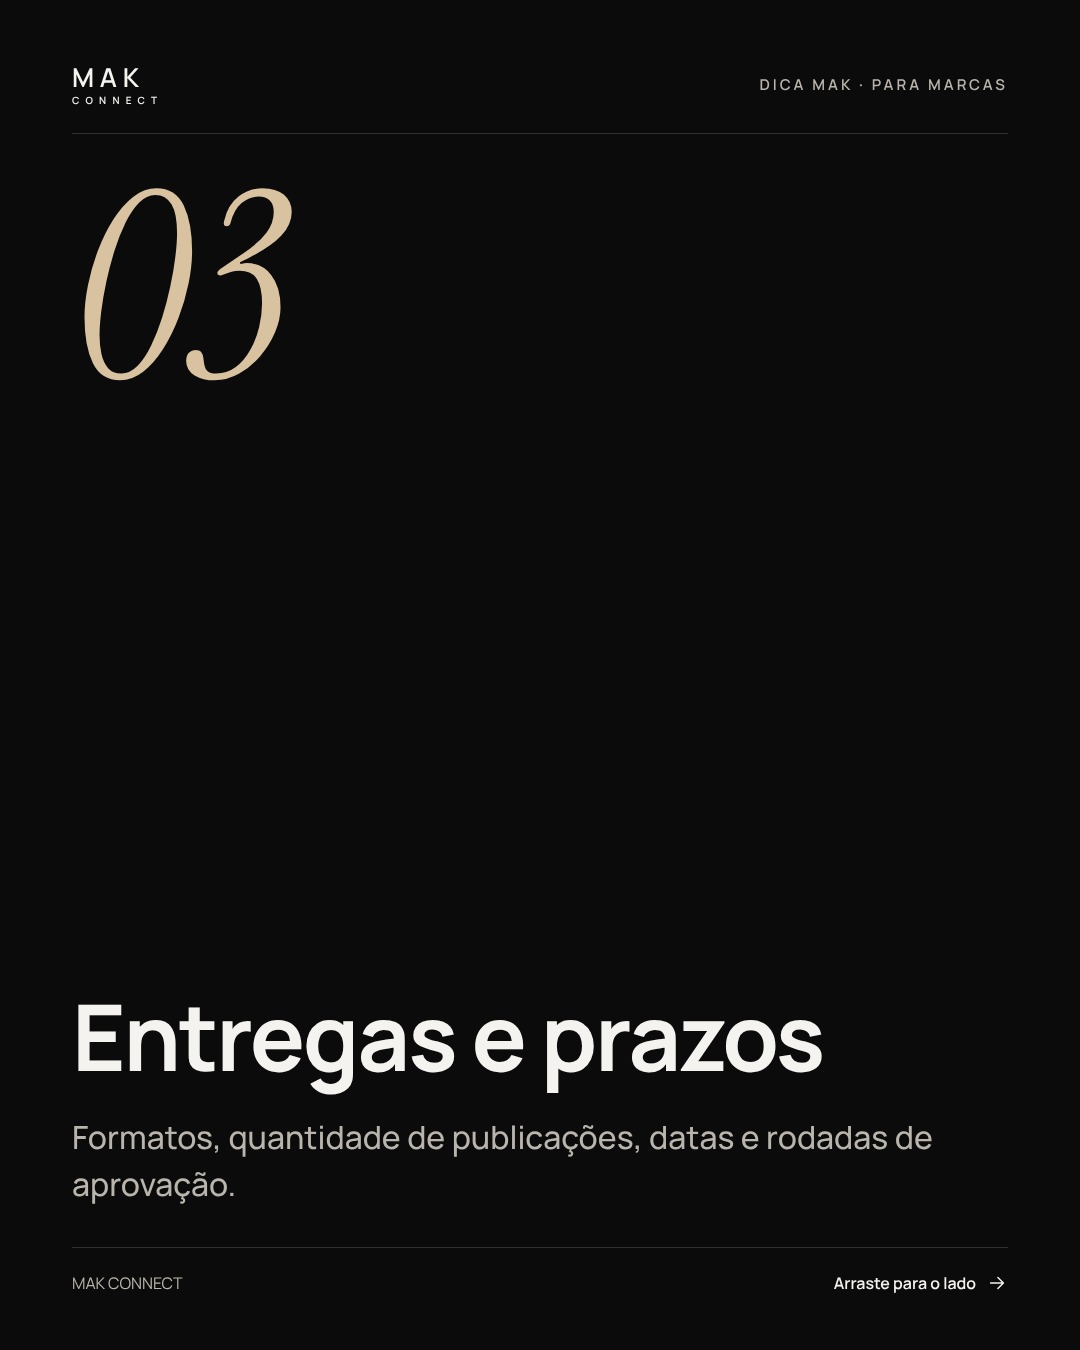 MAK
CONNECT
DICA MAK · PARA MARCAS
03
Entregas e prazos
Formatos, quantidade de publicações, datas e rodadas de
aprovação.
MAK CONNECT
Arraste para o lado →